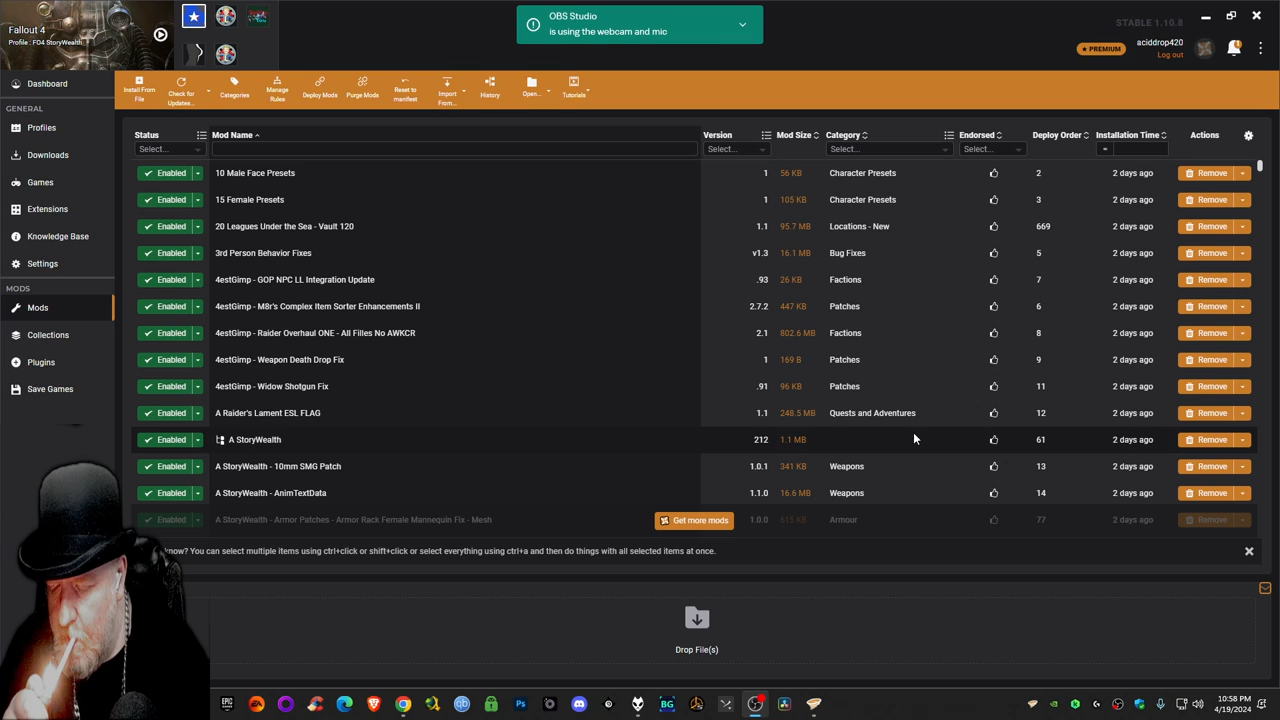 Fallout 4
Profile : FO4 StoryWealth
OBS Studio
is using the webcam and mic
STABLE 1.10.8
PREMIUM
aciddrop420
Log out
Dashboard
GENERAL
Profiles
Downloads
Games
Extensions
Knowledge Base
Settings
MODS
Mods
Collections
Plugins
Save Games
Install From File
Check for Updates...
Categories
Manage Rules
Deploy Mods
Purge Mods
Reset to manifest
Import From...
History
Open...
Tutorials
Status Mod Name Version Mod Size Category Endorsed Deploy Order Installation Time Actions
Select... Select... Select... Select... =
Enabled 10 Male Face Presets 1 56 KB Character Presets 2 2 days ago Remove
Enabled 15 Female Presets 1 105 KB Character Presets 3 2 days ago Remove
Enabled 20 Leagues Under the Sea - Vault 120 1.1 95.7 MB Locations - New 669 2 days ago Remove
Enabled 3rd Person Behavior Fixes v1.3 16.1 MB Bug Fixes 5 2 days ago Remove
Enabled 4estGimp - GOP NPC LL Integration Update .93 26 KB Factions 7 2 days ago Remove
Enabled 4estGimp - M8r's Complex Item Sorter Enhancements II 2.7.2 447 KB Patches 6 2 days ago Remove
Enabled 4estGimp - Raider Overhaul ONE - All Filles No AWKCR 2.1 802.6 MB Factions 8 2 days ago Remove
Enabled 4estGimp - Weapon Death Drop Fix 1 169 B Patches 9 2 days ago Remove
Enabled 4estGimp - Widow Shotgun Fix .91 96 KB Patches 11 2 days ago Remove
Enabled A Raider's Lament ESL FLAG 1.1 248.5 MB Quests and Adventures 12 2 days ago Remove
Enabled A StoryWealth 212 1.1 MB 61 2 days ago Remove
Enabled A StoryWealth - 10mm SMG Patch 1.0.1 341 KB Weapons 13 2 days ago Remove
Enabled A StoryWealth - AnimTextData 1.1.0 16.6 MB Weapons 14 2 days ago Remove
Enabled A StoryWealth - Armor Patches - Armor Rack Female Mannequin Fix - Mesh Get more mods 1.0.0 615 KB Armour 77 2 days ago Remove
know? You can select multiple items using ctrl+click or shift+click or select everything using ctrl+a and then do things with all selected items at once.
Drop File(s)
10:58 PM
4/19/2024